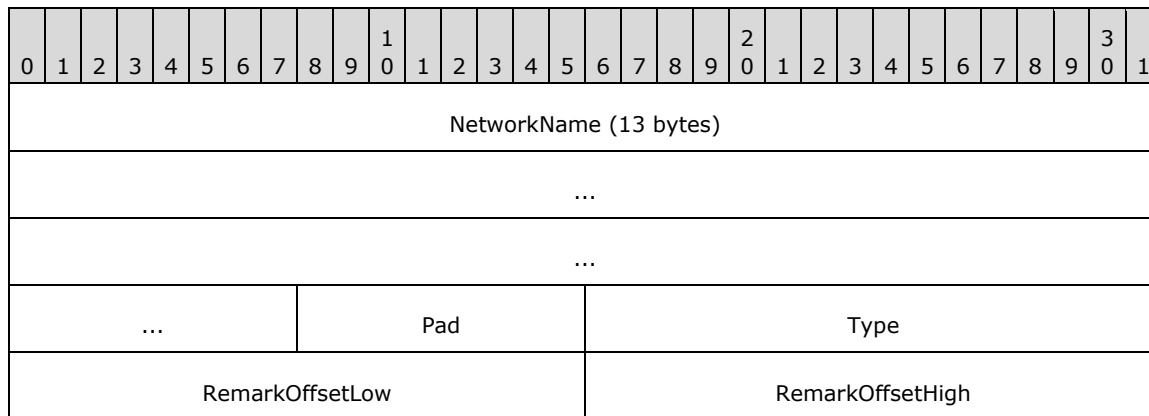 1 2 3
0 1 2 3 4 5 6 7 8 9 0 1 2 3 4 5 6 7 8 9 0 1 2 3 4 5 6 7 8 9 0 1
NetworkName (13 bytes)
...
...
... Pad Type
RemarkOffsetLow RemarkOffsetHigh